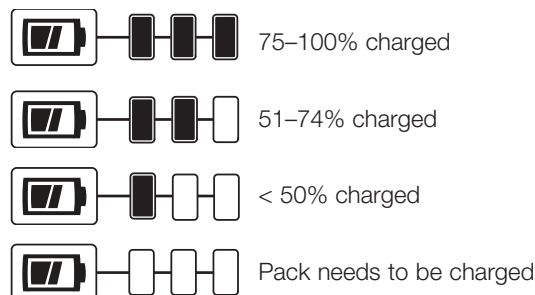 75–100% charged
51–74% charged
< 50% charged
Pack needs to be charged